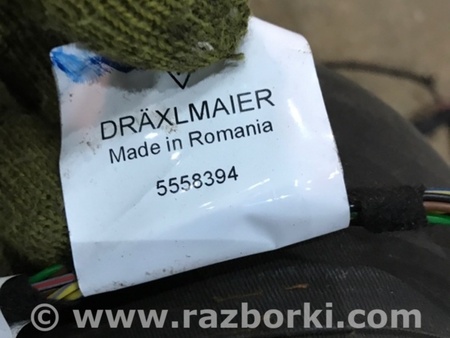 DRÄXLMAIER
Made in Romania
5558394
© www.razborki.com